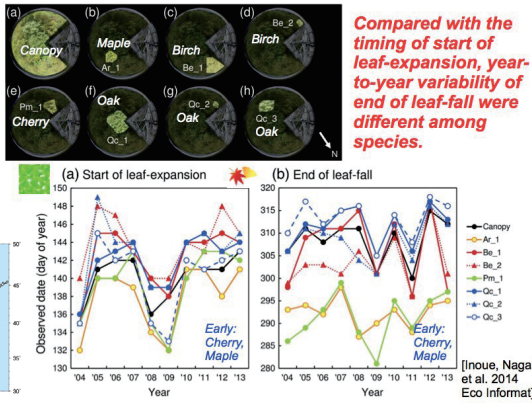 (a)
Canopy
(b)
Maple
Ar_1
(c)
Birch
Be_1
(d)
Be_2
Birch
(e)
Pm_1
Cherry
(f)
Oak
Qc_1
(g)
Qc_2
Oak
(h)
Qc_3
Oak
N
Compared with the
timing of start of
leaf-expansion, year-
to-year variability of
end of leaf-fall were
different among
species.
(a) Start of leaf-expansion
150
148
146
144
142
140
138
136
134
132
130
Observed date (day of year)
'04 '05 '06 '07 '08 '09 '10 '11 '12 '13
Year
Early:
Cherry,
Maple
(b) End of leaf-fall
320
315
310
305
300
295
290
285
280
'04 '05 '06 '07 '08 '09 '10 '11 '12 '13
Year
Early:
Cherry,
Maple
Canopy
Ar_1
Be_1
Be_2
Pm_1
Qc_1
Qc_2
Qc_3
50˚
40˚
30˚
[Inoue, Naga
et al. 2014
Eco Informat